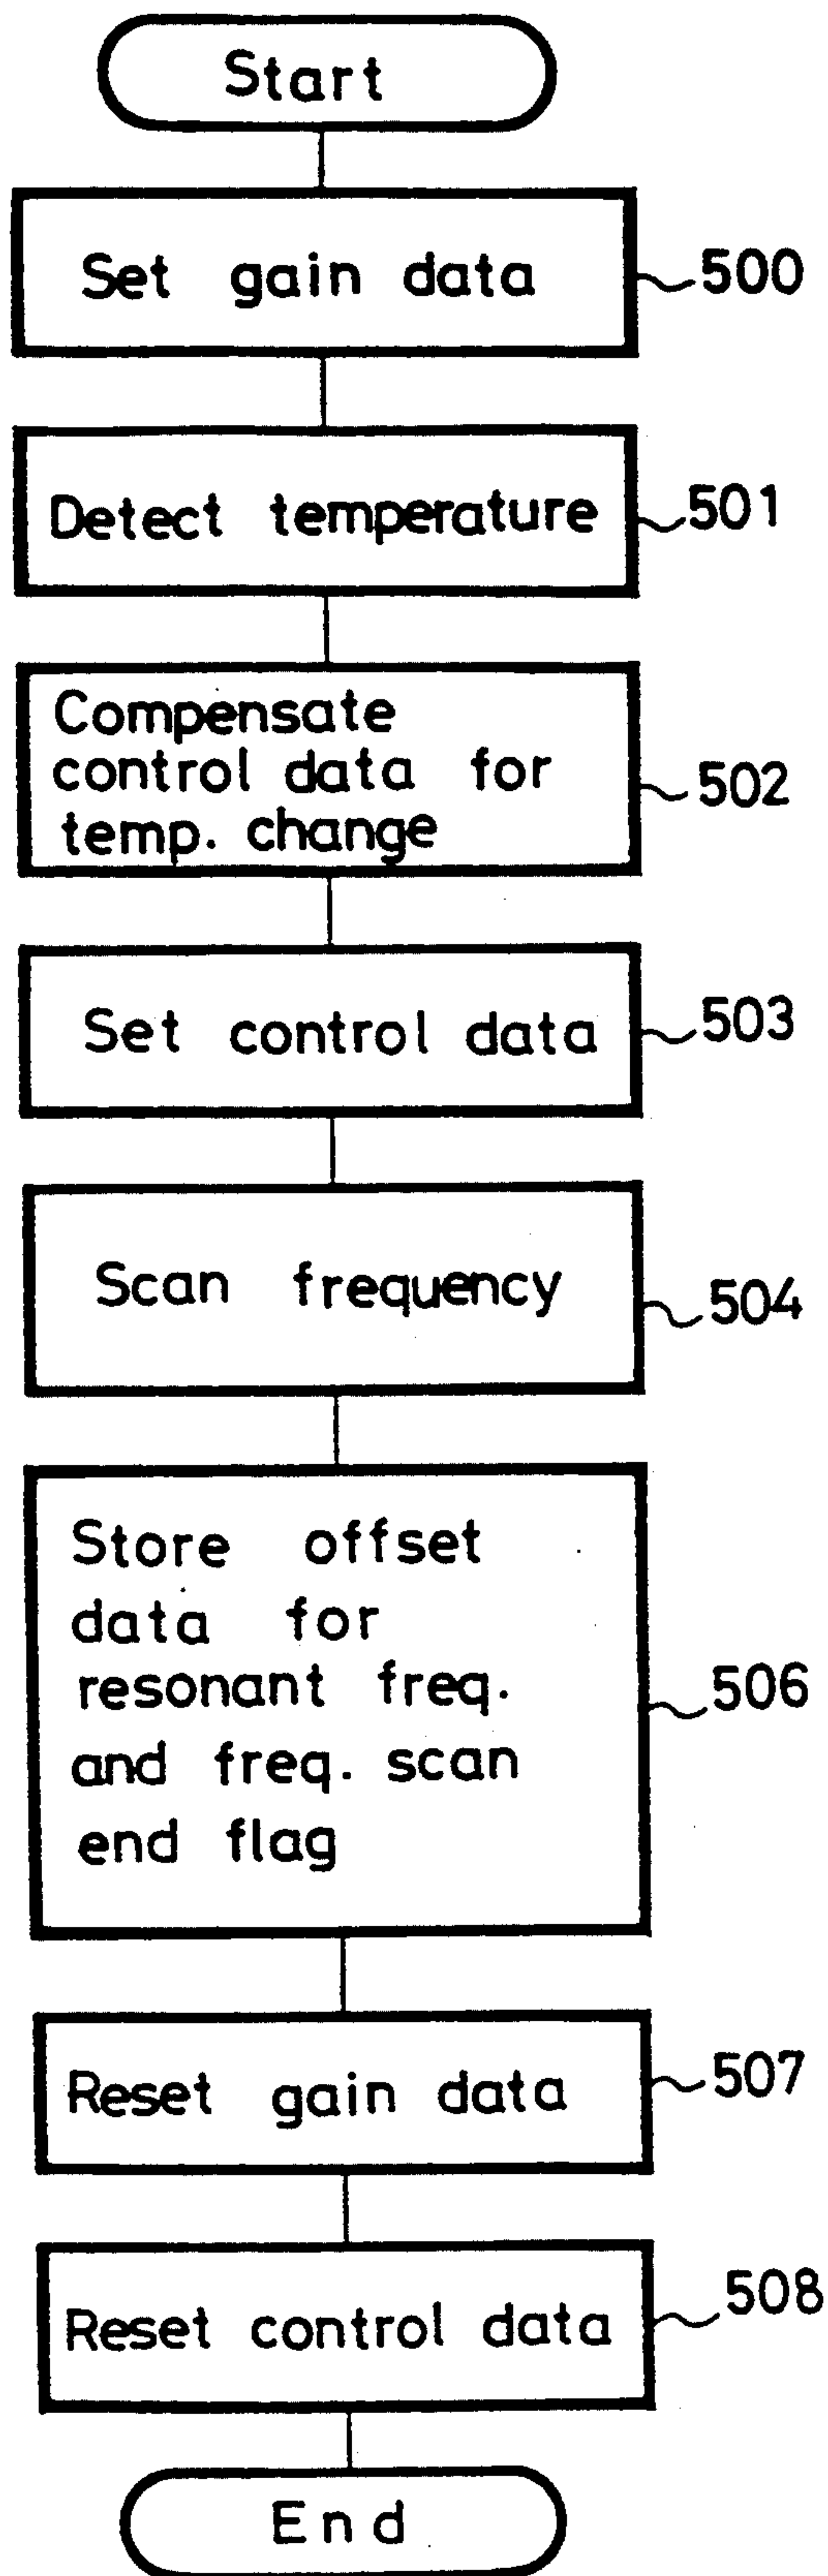 Start
Set gain data
500
Detect temperature
501
Compensate
control data for
temp. change
502
Set control data
503
Scan frequency
504
Store offset
data for
resonant freq.
and freq. scan
end flag
506
Reset gain data
507
Reset control data
508
End